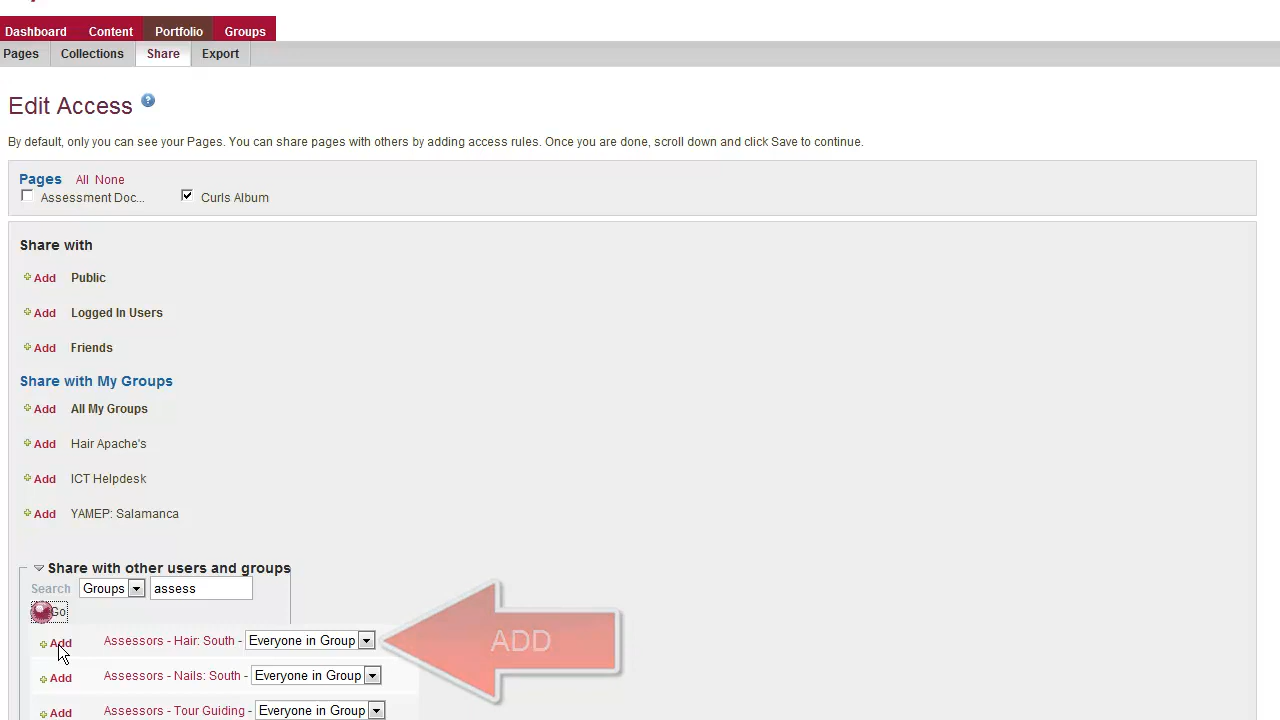 Dashboard Content Portfolio Groups
Pages Collections Share Export
Edit Access ?
By default, only you can see your Pages. You can share pages with others by adding access rules. Once you are done, scroll down and click Save to continue.
Pages All None
Assessment Doc... Curls Album
Share with
Add Public
Add Logged In Users
Add Friends
Share with My Groups
Add All My Groups
Add Hair Apache's
Add ICT Helpdesk
Add YAMEP: Salamanca
Share with other users and groups
Search Groups assess
Go
Add Assessors - Hair: South - Everyone in Group ADD
Add Assessors - Nails: South - Everyone in Group
Add Assessors - Tour Guiding - Everyone in Group